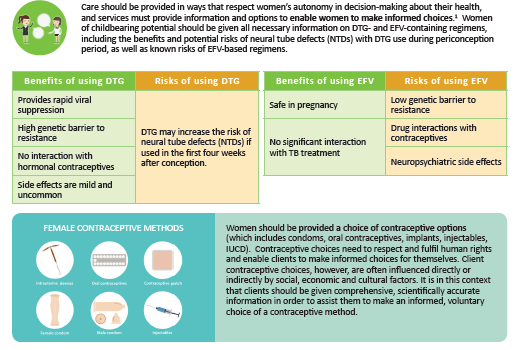 Care should be provided in ways that respect women's autonomy in decision-making about their health,
and services must provide information and options to enable women to make informed choices.¹ Women
of childbearing potential should be given all necessary information on DTG- and EFV-containing regimens,
including the benefits and potential risks of neural tube defects (NTDs) with DTG use during periconception
period, as well as known risks of EFV-based regimens.
Benefits of using DTG
Risks of using DTG
Provides rapid viral
suppression
High genetic barrier to
resistance
No interaction with
hormonal contraceptives
Side effects are mild and
uncommon
DTG may increase the risk of
neural tube defects (NTDs) if
used in the first four weeks
after conception.
Benefits of using EFV
Risks of using EFV
Safe in pregnancy
No significant interaction
with TB treatment
Low genetic barrier to
resistance
Drug interactions with
contraceptives
Neuropsychiatric side effects
FEMALE CONTRACEPTIVE METHODS
Intrauterine devices
Oral contraceptives
Contraceptive patch
Female condom
Male condom
Injectables
Women should be provided a choice of contraceptive options
(which includes condoms, oral contraceptives, implants, injectables,
IUCD). Contraceptive choices need to respect and fulfil human rights
and enable clients to make informed choices for themselves. Client
contraceptive choices, however, are often influenced directly or
indirectly by social, economic and cultural factors. It is in this context
that clients should be given comprehensive, scientifically accurate
information in order to assist them to make an informed, voluntary
choice of a contraceptive method.